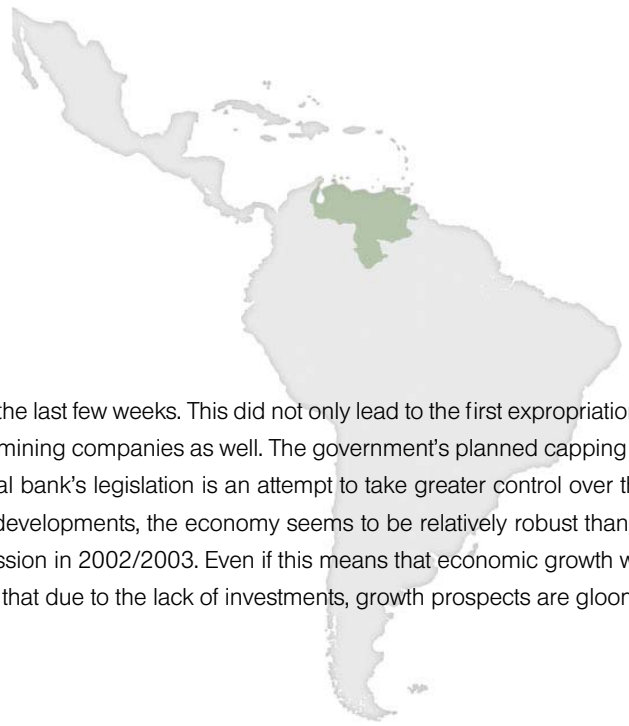 the last few weeks. This did not only lead to the first expropriation
mining companies as well. The government's planned capping
al bank's legislation is an attempt to take greater control over th
developments, the economy seems to be relatively robust than
ssion in 2002/2003. Even if this means that economic growth w
that due to the lack of investments, growth prospects are